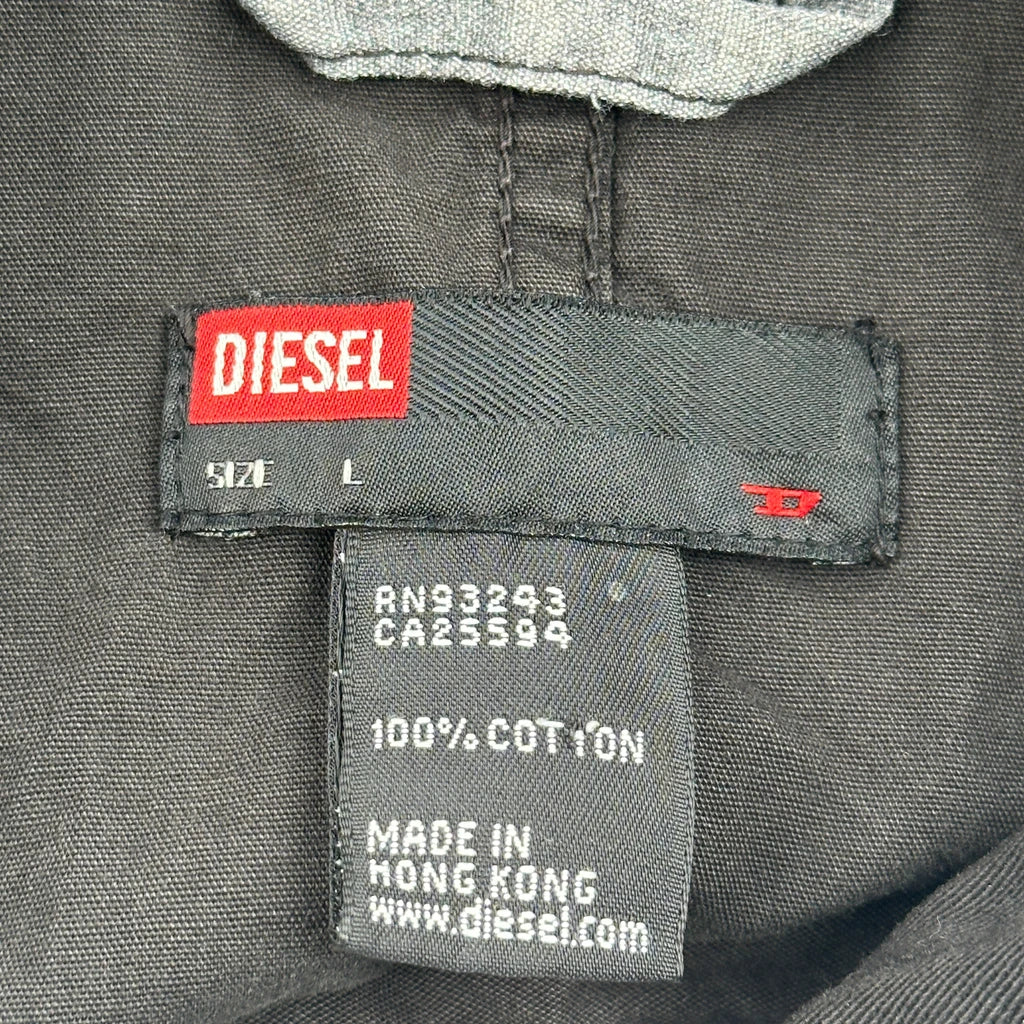 DIESEL
SIZE L
D
RN93243
CA25594
100% COTTON
MADE IN
HONG KONG
www.diesel.com